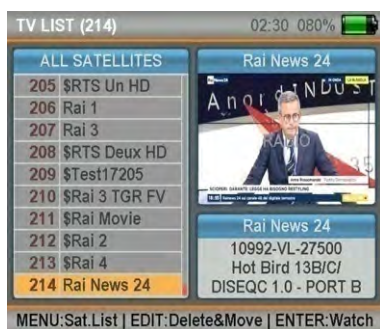 TV LIST (214)
02:30 080%
ALL SATELLITES
205 $RTS Un HD
206 Rai 1
207 Rai 3
208 $RTS Deux HD
209 $Test17205
210 $Rai 3 TGR FV
211 $Rai Movie
212 $Rai 2
213 $Rai 4
214 Rai News 24
Rai News 24
RADIO
Rai News 24
10992-VL-27500
Hot Bird 13B/C/
DISEQC 1.0 - PORT B
MENU:Sat.List | EDIT:Delete&Move | ENTER:Watch